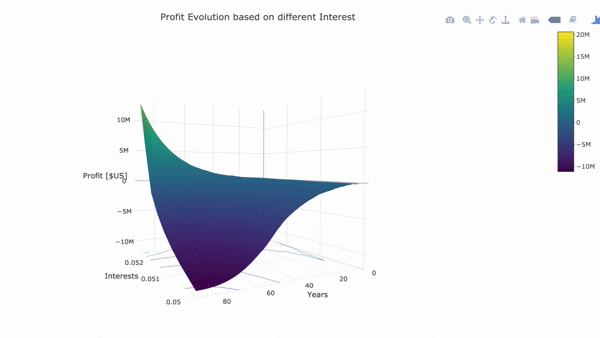 Profit Evolution based on different Interest
20M
15M
10M
5M
0
−5M
−10M
10M
5M
Profit [$US]
0
−5M
−10M
0.052
0.051
0.05
Interests
80
60
40
20
0
Years